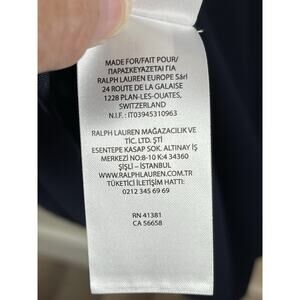 MADE FOR/FAIT POUR/
ΠΑΡΑΣΚΕΥΑΖΕΤΑΙ ΓΙΑ
RALPH LAUREN EUROPE Sàrl
24 ROUTE DE LA GALAISE
1228 PLAN-LES-OUATES,
SWITZERLAND
N.I.F.: IT03945310963
RALPH LAUREN MAĞAZACILIK VE
TİC. LTD. ŞTİ
ESENTEPE KASAP SOK. ALTINAY İŞ
MERKEZİ NO:8-10 K:4 34360
ŞİŞLİ – İSTANBUL
WWW.RALPHLAUREN.COM.TR
TÜKETİCİ İLETİŞİM HATTI:
0212 345 69 69
RN 41381
CA 56658